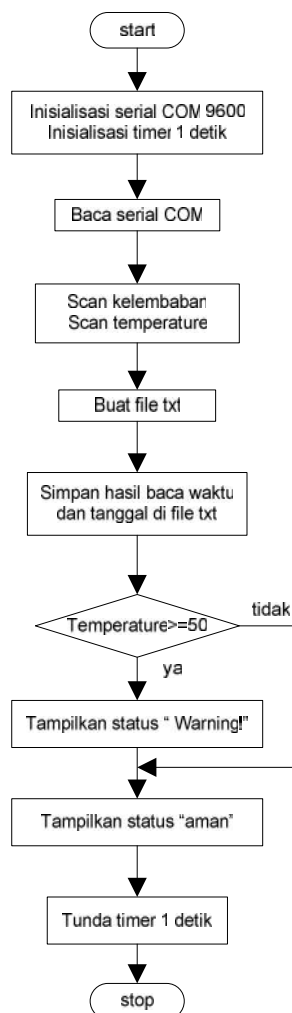 start
Inisialisasi serial COM 9600
Inisialisasi timer 1 detik
Baca serial COM
Scan kelembaban
Scan temperature
Buat file txt
Simpan hasil baca waktu
dan tanggal di file txt
Temperature>=50
tidak
ya
Tampilkan status “ Warning!”
Tampilkan status “aman”
Tunda timer 1 detik
stop